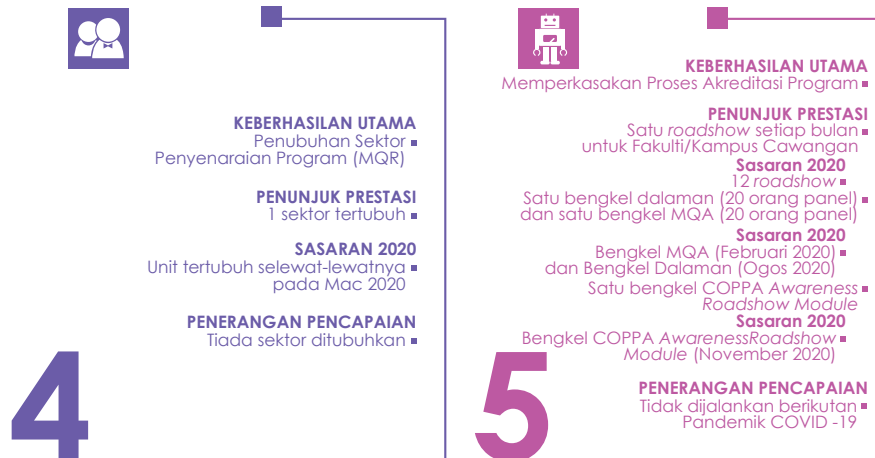 KEBERHASILAN UTAMA
Penubuhan Sektor
Penyenaraian Program (MQR)
PENUNJUK PRESTASI
1 sektor tertubuh
SASARAN 2020
Unit tertubuh selewat-lewatnya
pada Mac 2020
PENERANGAN PENCAPAIAN
Tiada sektor ditubuhkan
4
KEBERHASILAN UTAMA
Memperkasakan Proses Akreditasi Program
PENUNJUK PRESTASI
Satu roadshow setiap bulan
untuk Fakulti/Kampus Cawangan
Sasaran 2020
12 roadshow
Satu bengkel dalaman (20 orang panel)
dan satu bengkel MQA (20 orang panel)
Sasaran 2020
Bengkel MQA (Februari 2020)
dan Bengkel Dalaman (Ogos 2020)
Satu bengkel COPPA Awareness
Roadshow Module
Sasaran 2020
Bengkel COPPA AwarenessRoadshow
Module (November 2020)
PENERANGAN PENCAPAIAN
Tidak dijalankan berikutan
Pandemik COVID -19
5